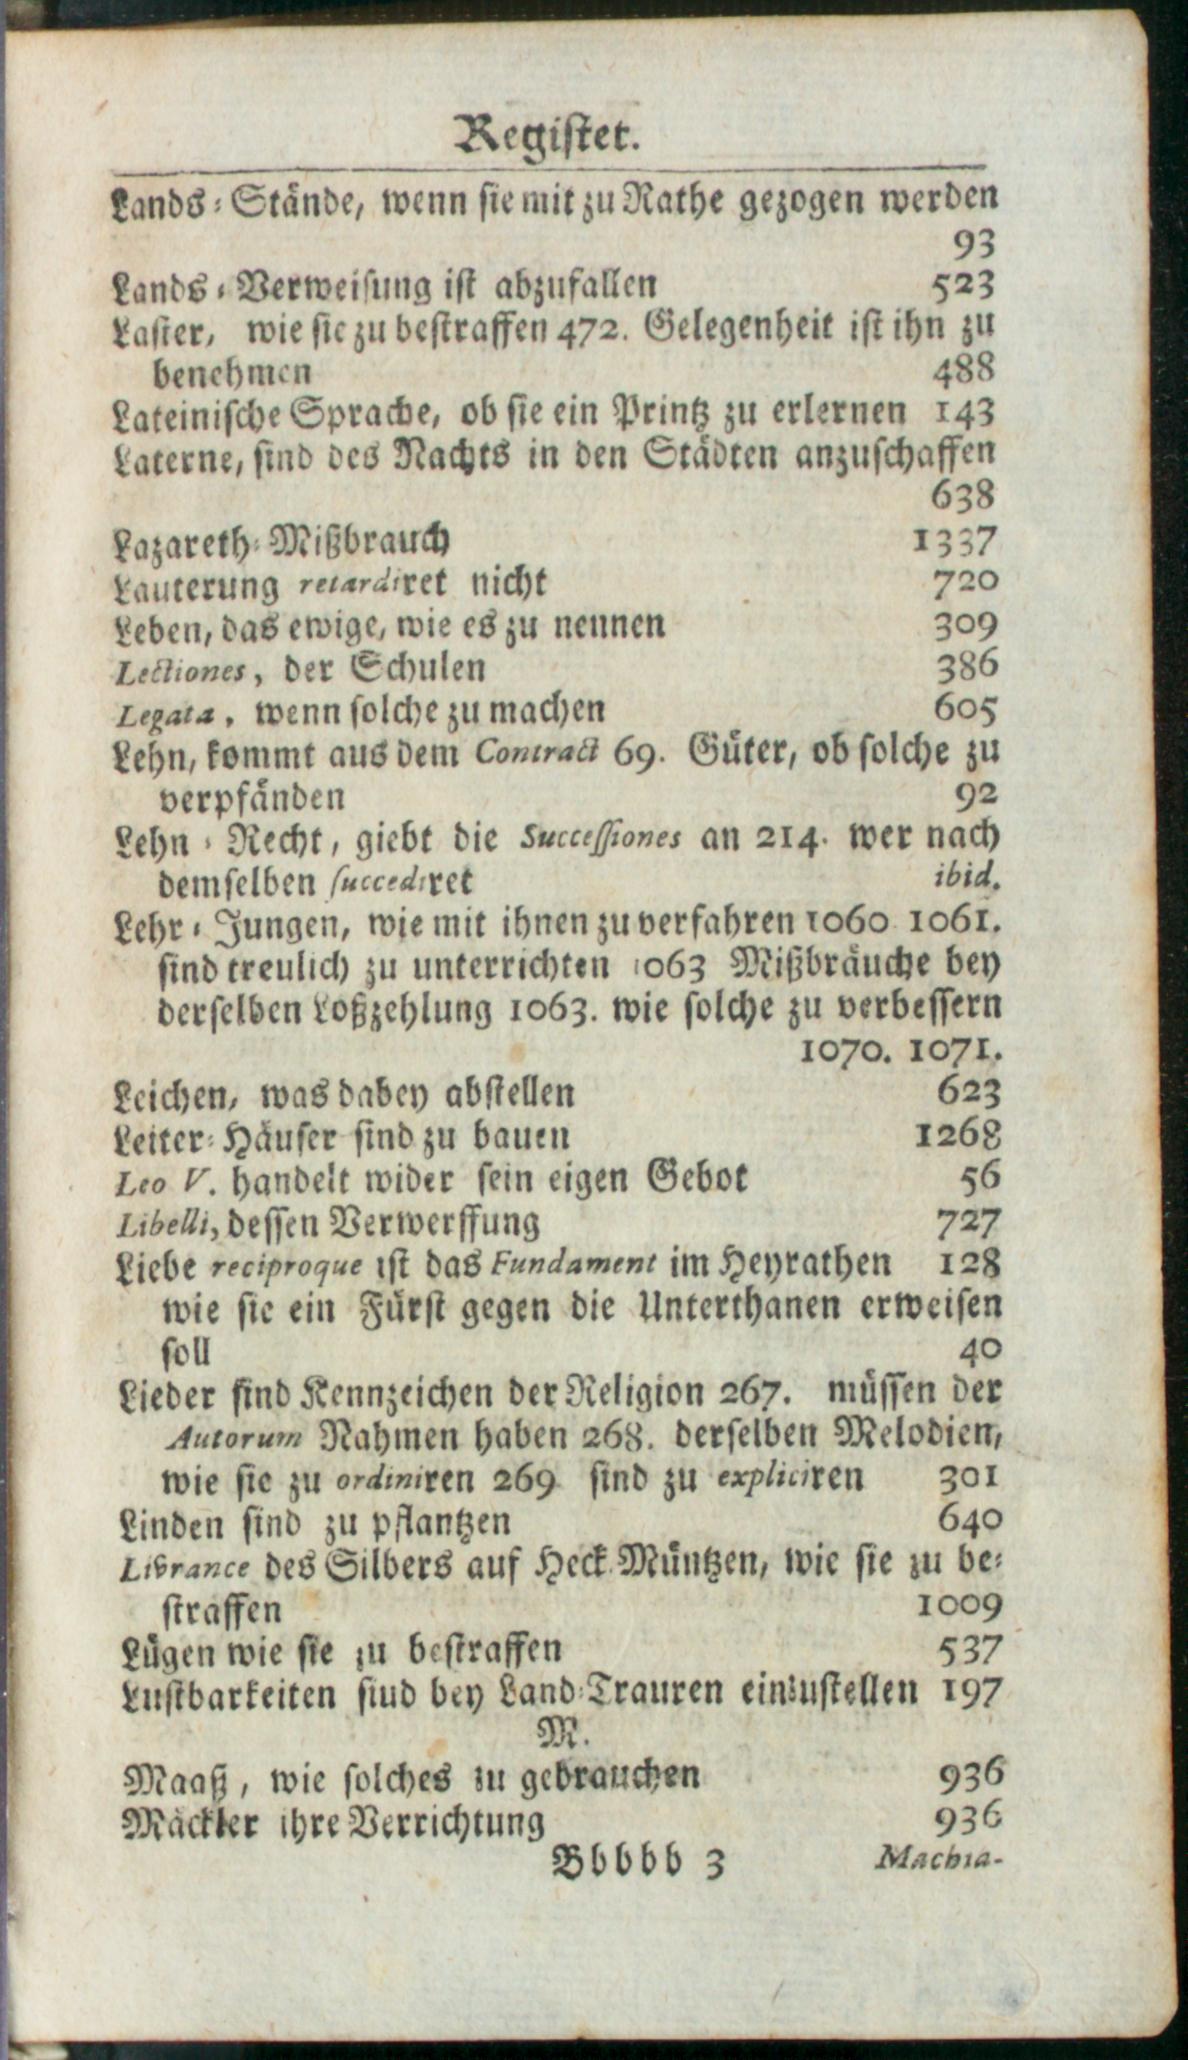 Register.
Lands-Stände, wenn sie mit zu Rathe gezogen werden
93
Lands-Verweisung ist abzufallen 523
Laster, wie sie zu bestraffen 472. Gelegenheit ist ihn zu
benehmen 488
Lateinische Sprache, ob sie ein Printz zu erlernen 143
Laterne, sind des Nachts in den Städten anzuschaffen
638
Lazareth-Mißbrauch 1337
Lauterung retardiret nicht 720
Leben, das ewige, wie es zu nennen 309
Lectiones, der Schulen 386
Legata, wenn solche zu machen 605
Lehn, kommt aus dem Contract 69. Güter, ob solche zu
verpfänden 92
Lehn-Recht, giebt die Successiones an 214. wer nach
demselben succediret ibid.
Lehr-Jungen, wie mit ihnen zu verfahren 1060 1061.
sind treulich zu unterrichten 1063 Mißbräuche bey
derselben Loßzehlung 1063. wie solche zu verbessern
1070. 1071.
Leichen, was dabey abstellen 623
Leiter-Häuser sind zu bauen 1268
Leo V. handelt wider sein eigen Gebot 56
Libelli, dessen Verwerffung 727
Liebe reciproque ist das Fundament im Heyrathen 128
wie sie ein Fürst gegen die Unterthanen erweisen
soll 40
Lieder sind Kennzeichen der Religion 267. müssen der
Autorum Nahmen haben 268. derselben Melodien,
wie sie zu ordiniren 269 sind zu expliciren 301
Linden sind zu pflantzen 640
Livrance des Silbers auf Heck-Müntzen, wie sie zu be-
straffen 1009
Lügen wie sie zu bestraffen 537
Lustbarkeiten siud bey Land-Trauren einzustellen 197
M.
Maaß, wie solches zu gebrauchen 936
Mäckler ihre Verrichtung 936
Bbbbb 3 Machia-